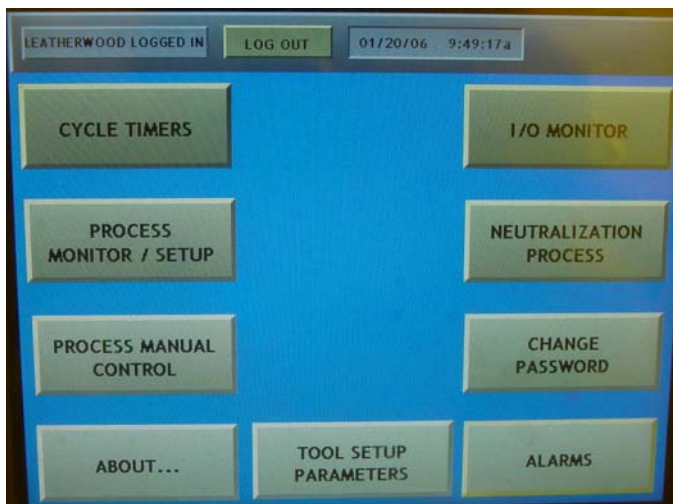 LEATHERWOOD LOGGED IN
LOG OUT
01/20/06 9:49:17a
CYCLE TIMERS
I/O MONITOR
PROCESS
MONITOR / SETUP
NEUTRALIZATION
PROCESS
PROCESS MANUAL
CONTROL
CHANGE
PASSWORD
ABOUT...
TOOL SETUP
PARAMETERS
ALARMS